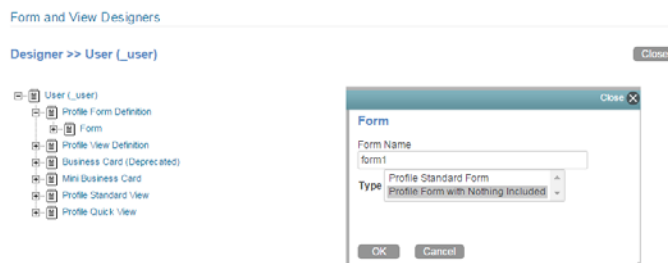 Form and View Designers
Designer >> User (_user)
Close
User (_user)
Profile Form Definition
Form
Profile View Definition
Business Card (Deprecated)
Mini Business Card
Profile Standard View
Profile Quick View
Close
Form
Form Name
form1
Type
Profile Standard Form
Profile Form with Nothing Included
OK
Cancel